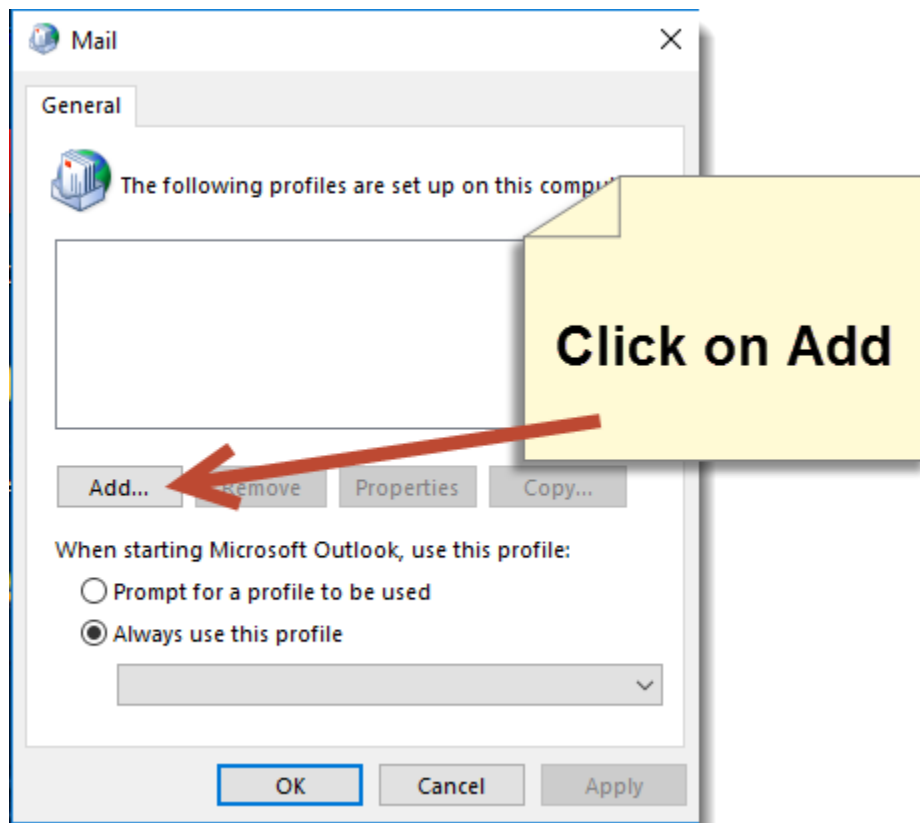 Mail
General
The following profiles are set up on this
Click on Add
Add... Remove Properties Copy...
When starting Microsoft Outlook, use this profile:
Prompt for a profile to be used
Always use this profile
OK Cancel Apply